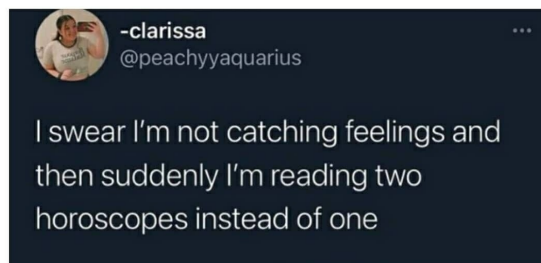 -clarissa
@peachyyaquarius
I swear I'm not catching feelings and
then suddenly I'm reading two
horoscopes instead of one